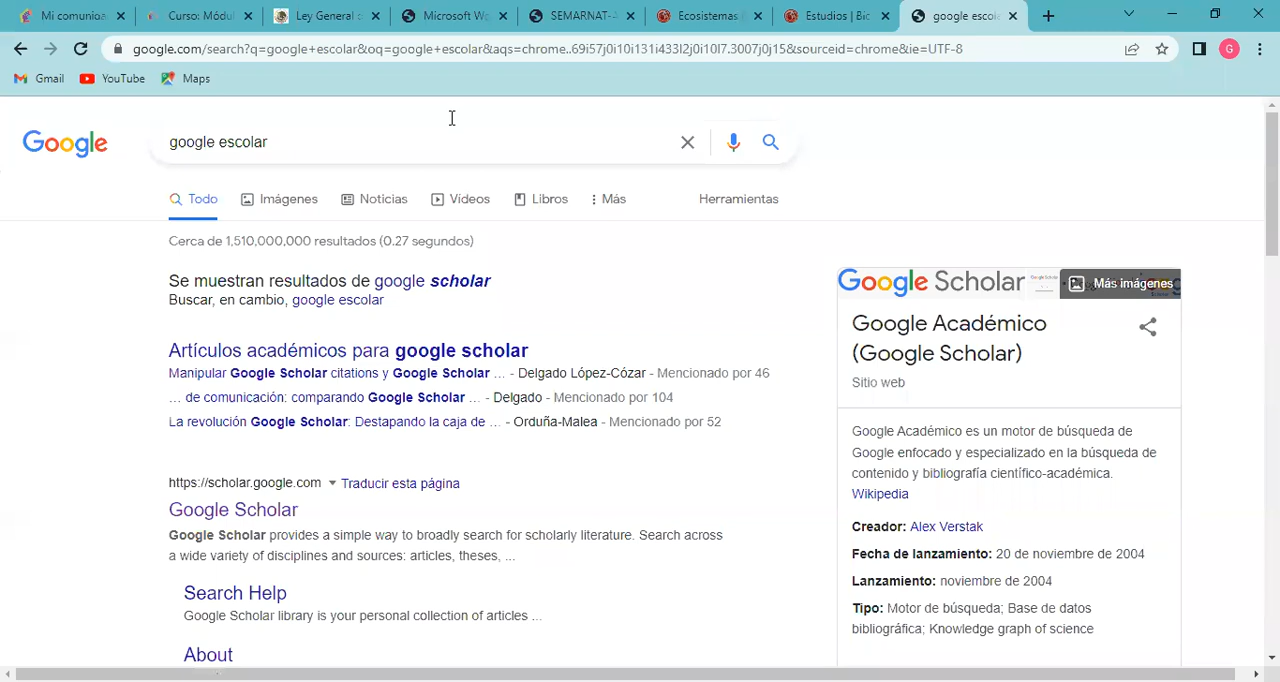 Mi comunida
Curso: Módul
Ley General d
Microsoft Wo
SEMARNAT-A
Ecosistemas
Estudios | Bio
google escola
google.com/search?q=google+escolar&oq=google+escolar&aqs=chrome..69i57j0i10i131i433l2j0i10l7.3007j0j15&sourceid=chrome&ie=UTF-8
G
Gmail
YouTube
Maps
Google
google escolar
Todo
Imágenes
Noticias
Vídeos
Libros
Más
Herramientas
Cerca de 1,510,000,000 resultados (0.27 segundos)
Se muestran resultados de google scholar
Buscar, en cambio, google escolar
Artículos académicos para google scholar
Manipular Google Scholar citations y Google Scholar ... - Delgado López-Cózar - Mencionado por 46
... de comunicación: comparando Google Scholar ... - Delgado - Mencionado por 104
La revolución Google Scholar: Destapando la caja de ... - Orduña-Malea - Mencionado por 52
https://scholar.google.com
Traducir esta página
Google Scholar
Google Scholar provides a simple way to broadly search for scholarly literature. Search across
a wide variety of disciplines and sources: articles, theses, ...
Search Help
Google Scholar library is your personal collection of articles ...
About
Google Scholar
Más imágenes
Google Académico
(Google Scholar)
Sitio web
Google Académico es un motor de búsqueda de
Google enfocado y especializado en la búsqueda de
contenido y bibliografía científico-académica.
Wikipedia
Creador: Alex Verstak
Fecha de lanzamiento: 20 de noviembre de 2004
Lanzamiento: noviembre de 2004
Tipo: Motor de búsqueda; Base de datos
bibliográfica; Knowledge graph of science